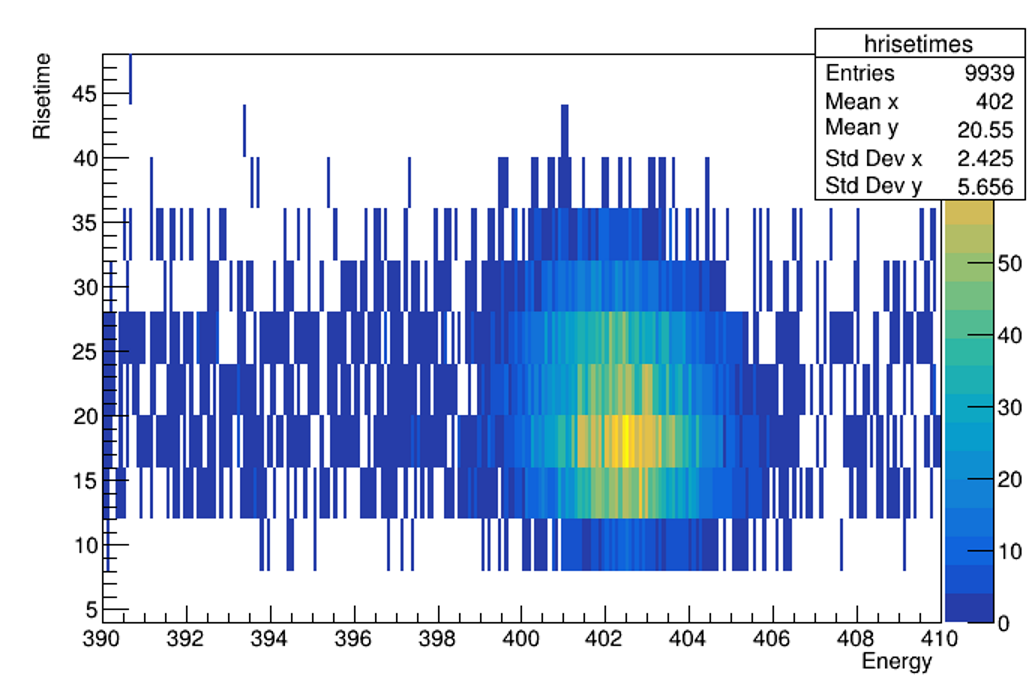 hrisetimes
Entries 9939
Mean x 402
Mean y 20.55
Std Dev x 2.425
Std Dev y 5.656
Risetime
45
40
35
30
25
20
15
10
5
50
40
30
20
10
0
390 392 394 396 398 400 402 404 406 408 410
Energy